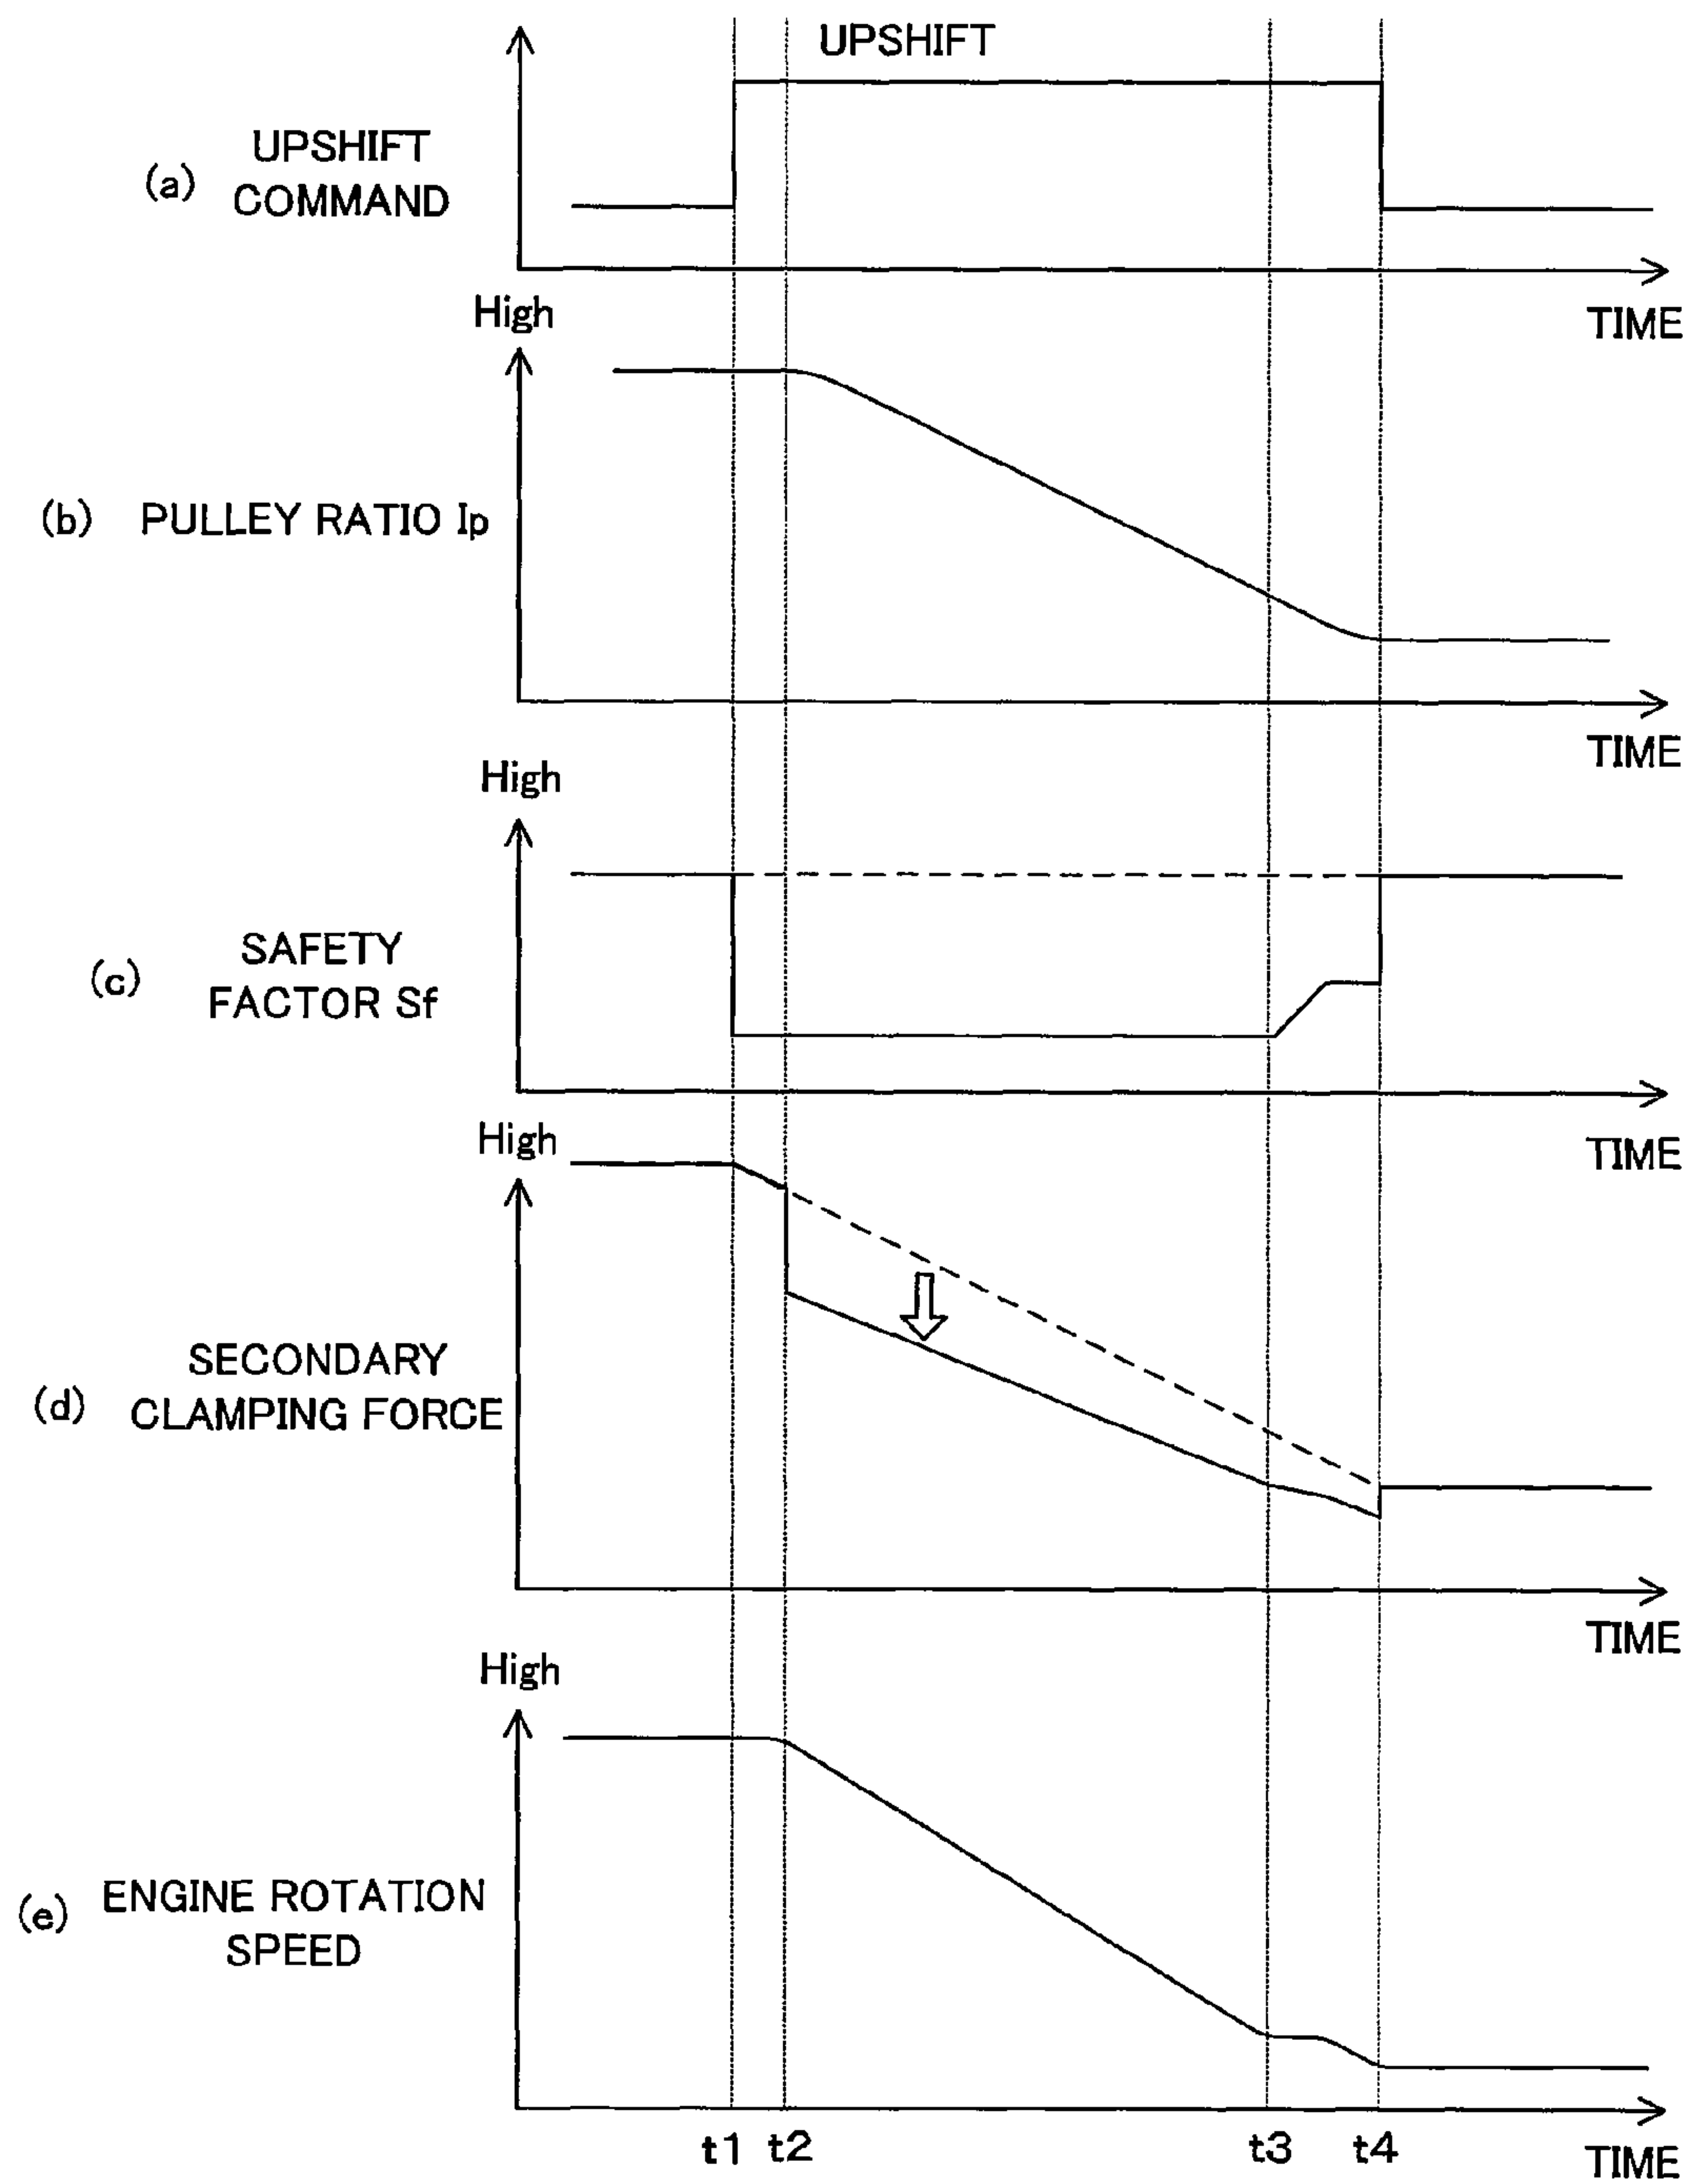 UPSHIFT
(a) UPSHIFT
COMMAND
TIME
High
(b) PULLEY RATIO Ip
TIME
High
(c) SAFETY
FACTOR Sf
TIME
High
(d) SECONDARY
CLAMPING FORCE
TIME
High
(e) ENGINE ROTATION
SPEED
t1 t2 t3 t4
TIME